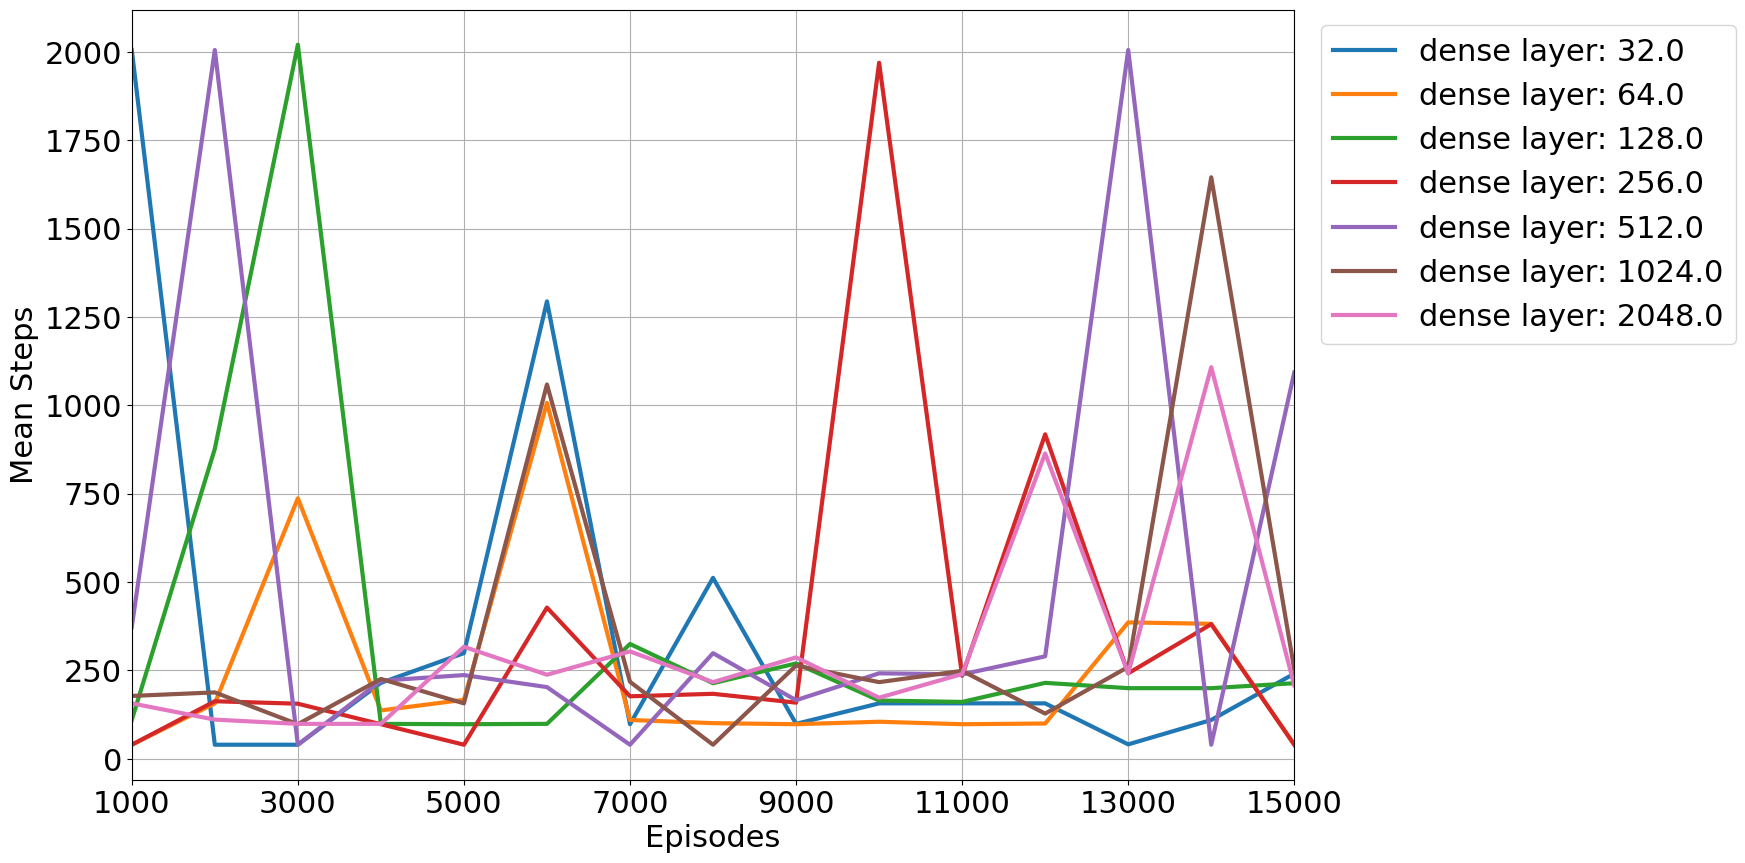 2000
1750
1500
1250
1000
750
500
250
0
Mean Steps
1000 3000 5000 7000 9000 11000 13000 15000
Episodes
dense layer: 32.0
dense layer: 64.0
dense layer: 128.0
dense layer: 256.0
dense layer: 512.0
dense layer: 1024.0
dense layer: 2048.0